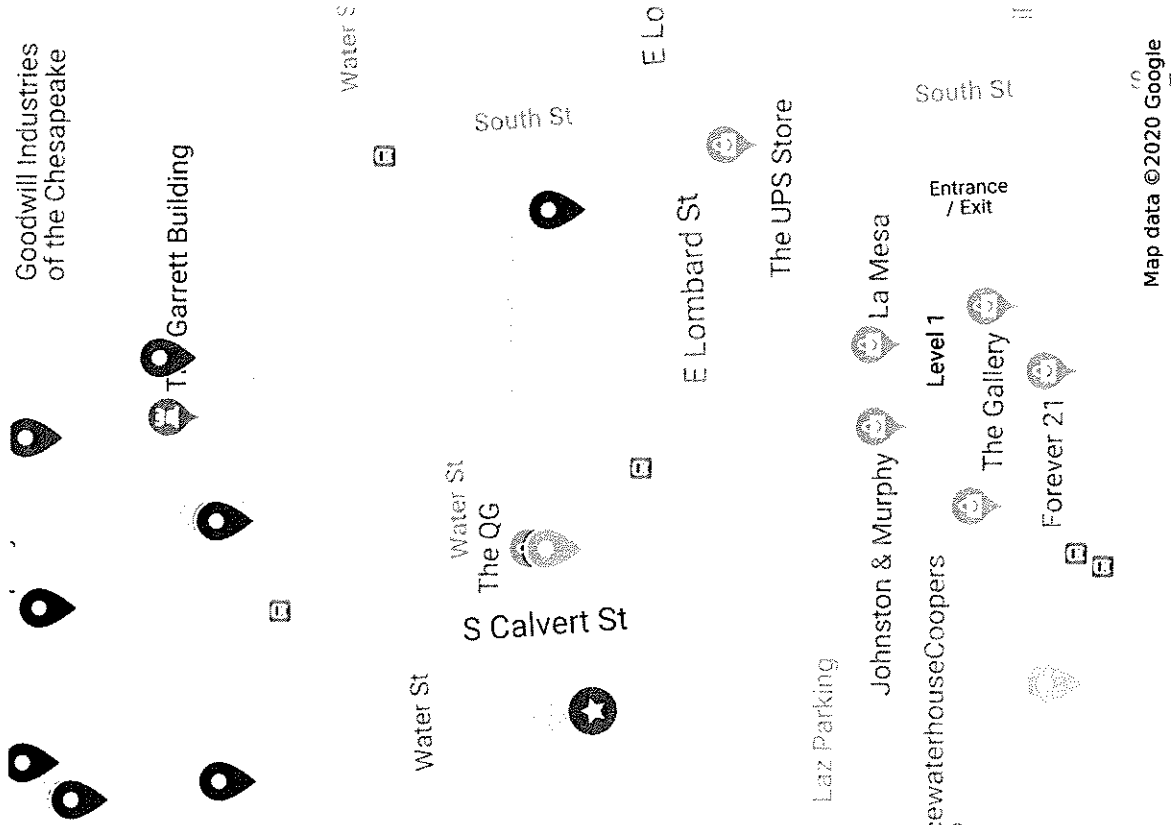 Goodwill Industries
of the Chesapeake
Garrett Building
Water S
Water St
Water St
South St
The QG
S Calvert St
E Lo
E Lombard St
The UPS Store
La Mesa
Johnston & Murphy
Laz Parking
South St
Entrance
/ Exit
Level 1
The Gallery
Forever 21
cewaterhouseCoopers
Map data ©2020 Google